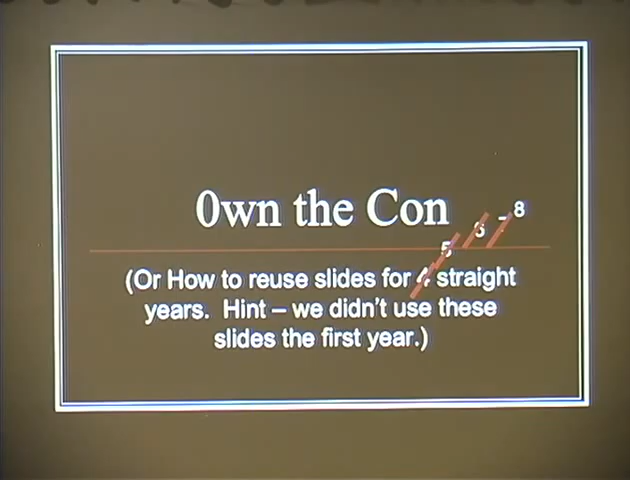 0wn the Con
(Or How to reuse slides for 4 5 6 7 8 straight
years. Hint – we didn't use these
slides the first year.)